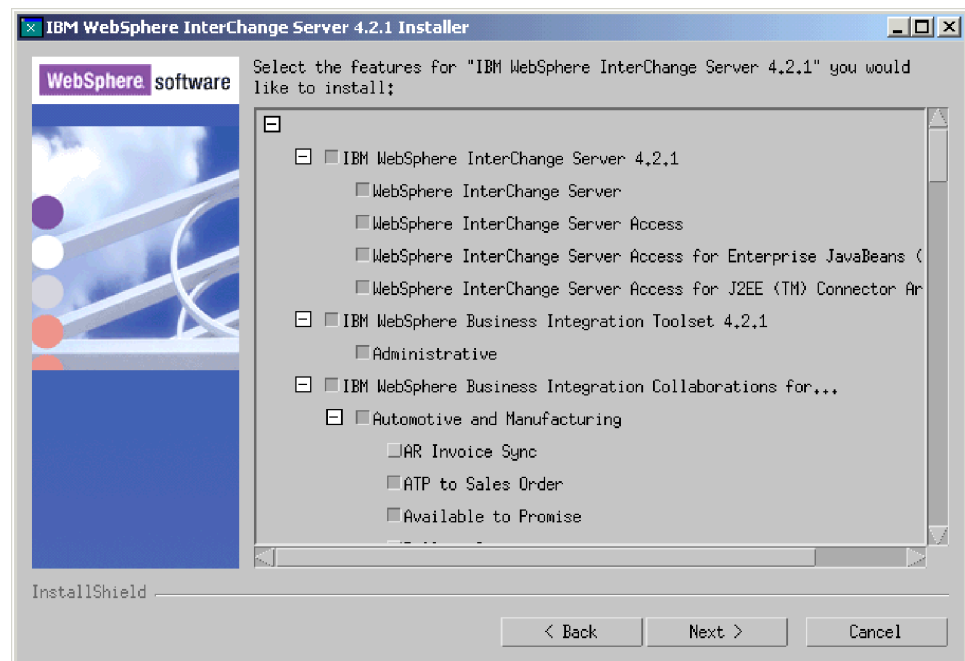 IBM WebSphere InterChange Server 4.2.1 Installer
WebSphere software
Select the features for "IBM WebSphere InterChange Server 4.2.1" you would
like to install:
IBM WebSphere InterChange Server 4.2.1
WebSphere InterChange Server
WebSphere InterChange Server Access
WebSphere InterChange Server Access for Enterprise JavaBeans (
WebSphere InterChange Server Access for J2EE (TM) Connector Ar
IBM WebSphere Business Integration Toolset 4.2.1
Administrative
IBM WebSphere Business Integration Collaborations for...
Automotive and Manufacturing
AR Invoice Sync
ATP to Sales Order
Available to Promise
InstallShield
< Back
Next >
Cancel